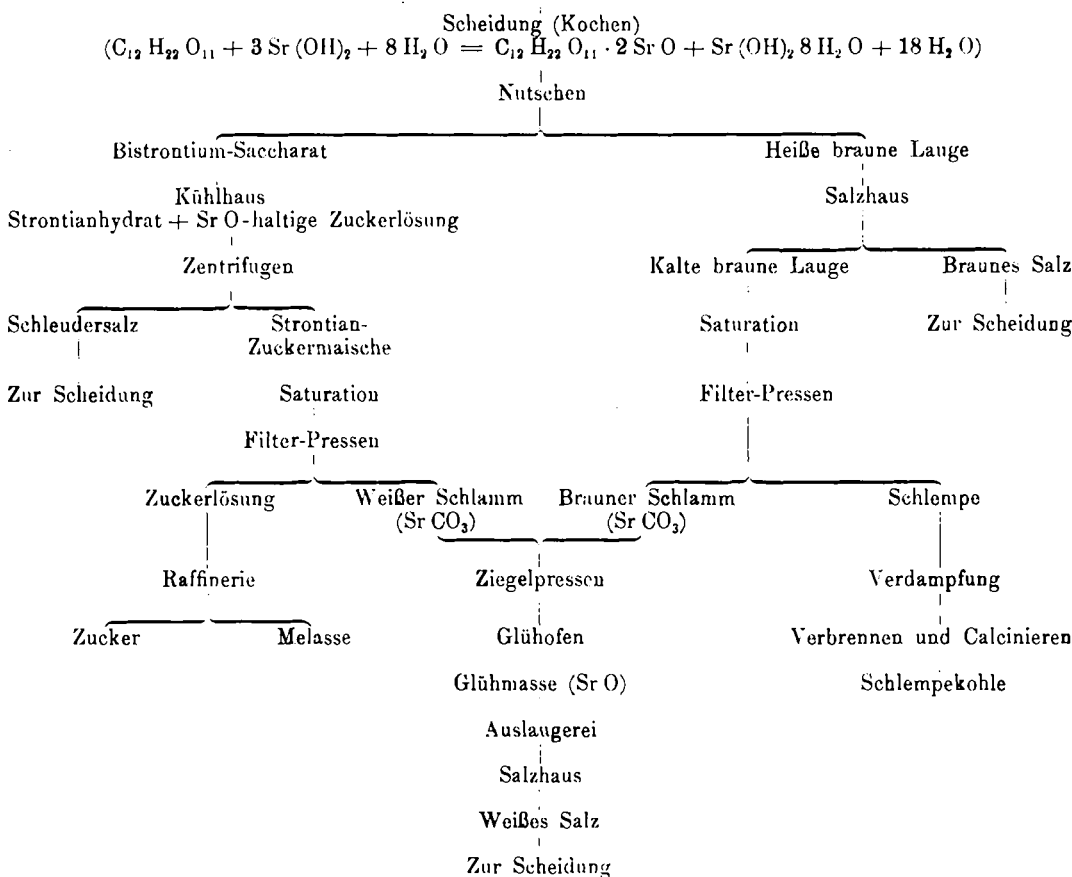 Scheidung (Kochen)
(C₁₂ H₂₂ O₁₁ + 3 Sr (OH)₂ + 8 H₂ O = C₁₂ H₂₂ O₁₁ · 2 Sr O + Sr (OH)₂ 8 H₂ O + 18 H₂ O)
Nutschen
Bistrontium-Saccharat
Heiße braune Lauge
Kühlhaus
Salzhaus
Strontianhydrat + Sr O-haltige Zuckerlösung
Zentrifugen
Kalte braune Lauge
Braunes Salz
Schleudersalz
Strontian-
Zuckermaische
Saturation
Zur Scheidung
Zur Scheidung
Saturation
Filter-Pressen
Filter-Pressen
Zuckerlösung
Weißer Schlamm
(Sr CO₃)
Brauner Schlamm
(Sr CO₃)
Schlempe
Raffinerie
Ziegelpressen
Verdampfung
Zucker
Melasse
Glühofen
Verbrennen und Calcinieren
Glühmasse (Sr O)
Schlempekohle
Auslaugerei
Salzhaus
Weißes Salz
Zur Scheidung